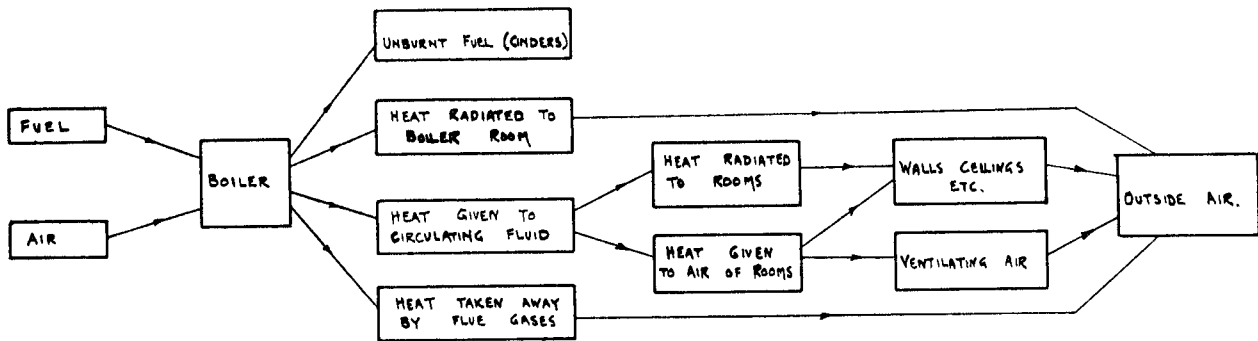 UNBURNT FUEL (CINDERS)
FUEL
AIR
BOILER
HEAT RADIATED TO
BOILER ROOM
HEAT GIVEN TO
CIRCULATING FLUID
HEAT TAKEN AWAY
BY FLUE GASES
HEAT RADIATED
TO ROOMS
HEAT GIVEN
TO AIR OF ROOMS
WALLS CEILINGS
ETC.
VENTILATING AIR
OUTSIDE AIR.